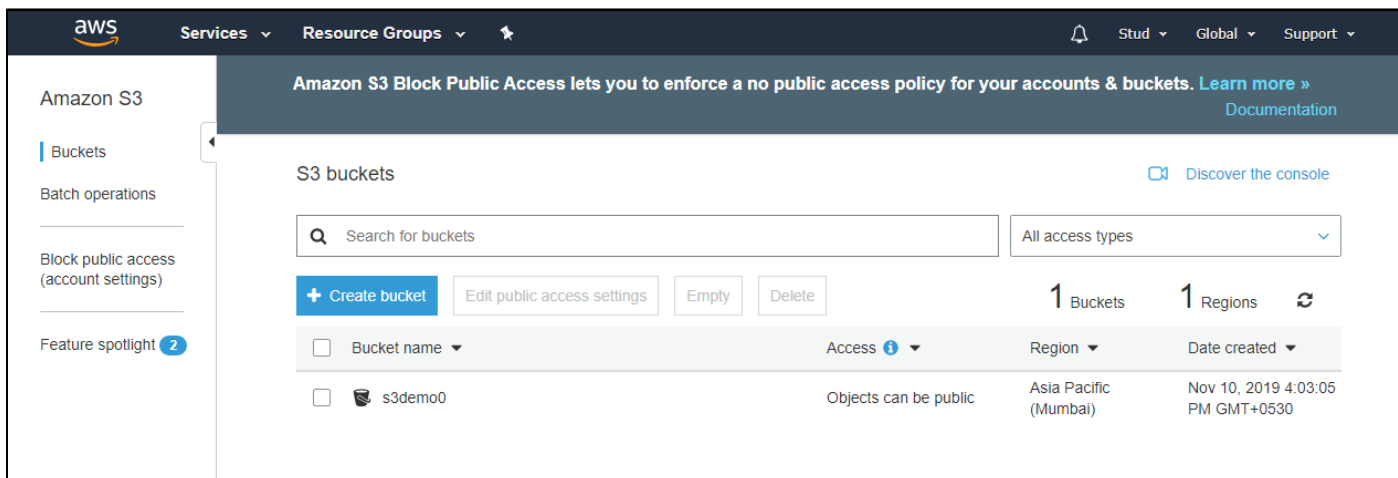 aws Services Resource Groups Stud Global Support
Amazon S3 Block Public Access lets you to enforce a no public access policy for your accounts & buckets. Learn more »
Documentation
Amazon S3
Buckets
Batch operations
Block public access
(account settings)
Feature spotlight 2
S3 buckets Discover the console
Search for buckets All access types
+ Create bucket Edit public access settings Empty Delete 1 Buckets 1 Regions
Bucket name Access Region Date created
s3demo0 Objects can be public Asia Pacific Nov 10, 2019 4:03:05
(Mumbai) PM GMT+0530